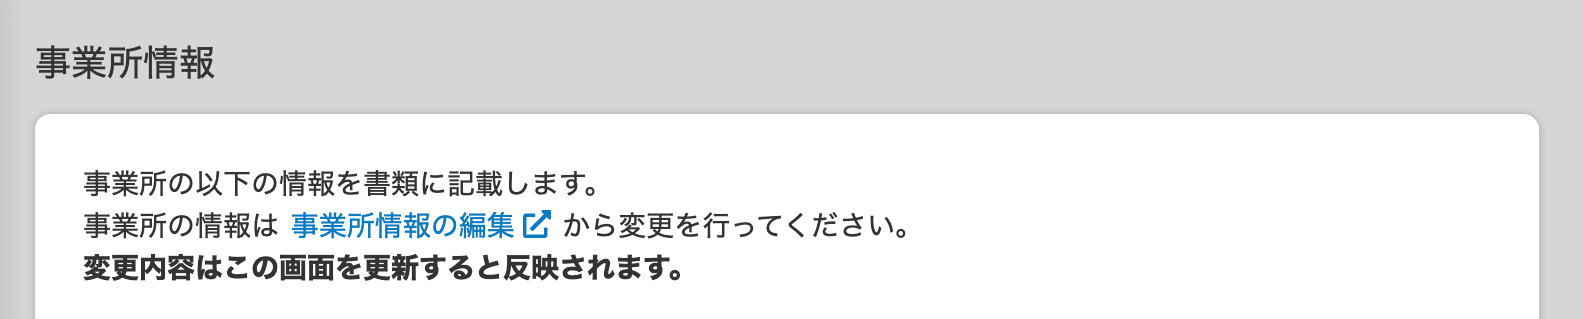 事業所情報
事業所の以下の情報を書類に記載します。
事業所の情報は 事業所情報の編集 から変更を行ってください。
変更内容はこの画面を更新すると反映されます。